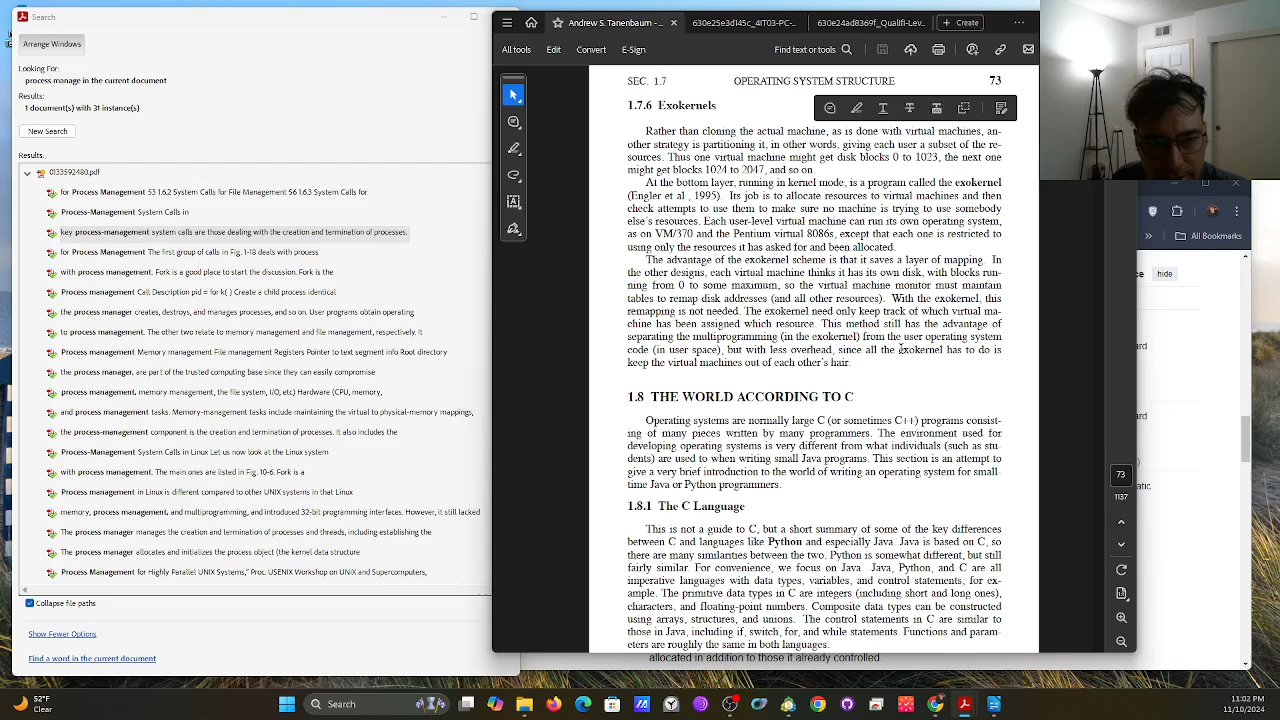 Search
Arrange Windows
Looking For:
process manage in the current document
Results:
1 document(s) with 31 instance(s)
New Search
Results:
0133592480.pdf
for Process Management 53 1.6.2 System Calls for File Management 56 1.6.3 System Calls for
Process-Management System Calls in
key process-management system calls are those dealing with the creation and termination of processes.
for Process Management The first group of calls in Fig. 1-18 deals with process
with process management. Fork is a good place to start the discussion. Fork is the
Process management Call Description pid = for k( ) Create a child process identical
the process manager creates, destroys, and manages processes, and so on. User programs obtain operating
to process management. The other two relate to memory management and file management, respectively. It
Process management Memory management File management Registers Pointer to text segment info Root directory
the process manager, are part of the trusted computing base since they can easily compromise
process management, memory management, the file system, I/O, etc) Hardware (CPU, memory,
and process management tasks. Memory-management tasks include maintaining the virtual to physical-memory mappings,
the process-management component is the creation and termination of processes. It also includes the
Process-Management System Calls in Linux Let us now look at the Linux system
with process management. The main ones are listed in Fig. 10-6. Fork is a
Process management in Linux is different compared to other UNIX systems in that Linux
memory, process management, and multiprogramming, and introduced 32-bit programming interfaces. However, it still lacked
The process manager manages the creation and termination of processes and threads, including establishing the
The process manager allocates and initializes the process object (the kernel data structure
Process Management for Highly Parallel UNIX Systems,” Proc. USENIX Workshop on UNIX and Supercomputers,
Collapse file paths
Show Fewer Options
Find a word in the current document
Andrew S. Tanenbaum - ...
630e25e3d145c_4IT03-PC-...
630e24ad8369f_Qualifi-Lev...
Create
All tools Edit Convert E-Sign
Find text or tools
SEC. 1.7 OPERATING SYSTEM STRUCTURE 73
1.7.6 Exokernels
Rather than cloning the actual machine, as is done with virtual machines, an-
other strategy is partitioning it, in other words, giving each user a subset of the re-
sources. Thus one virtual machine might get disk blocks 0 to 1023, the next one
might get blocks 1024 to 2047, and so on.
At the bottom layer, running in kernel mode, is a program called the exokernel
(Engler et al., 1995). Its job is to allocate resources to virtual machines and then
check attempts to use them to make sure no machine is trying to use somebody
else's resources. Each user-level virtual machine can run its own operating system,
as on VM/370 and the Pentium virtual 8086s, except that each one is restricted to
using only the resources it has asked for and been allocated.
The advantage of the exokernel scheme is that it saves a layer of mapping. In
the other designs, each virtual machine thinks it has its own disk, with blocks run-
ning from 0 to some maximum, so the virtual machine monitor must maintain
tables to remap disk addresses (and all other resources). With the exokernel, this
remapping is not needed. The exokernel need only keep track of which virtual ma-
chine has been assigned which resource. This method still has the advantage of
separating the multiprogramming (in the exokernel) from the user operating system
code (in user space), but with less overhead, since all the exokernel has to do is
keep the virtual machines out of each other's hair.
1.8 THE WORLD ACCORDING TO C
Operating systems are normally large C (or sometimes C++) programs consist-
ing of many pieces written by many programmers. The environment used for
developing operating systems is very different from what individuals (such as stu-
dents) are used to when writing small Java programs. This section is an attempt to
give a very brief introduction to the world of writing an operating system for small-
time Java or Python programmers.
1.8.1 The C Language
This is not a guide to C, but a short summary of some of the key differences
between C and languages like Python and especially Java. Java is based on C, so
there are many similarities between the two. Python is somewhat different, but still
fairly similar. For convenience, we focus on Java. Java, Python, and C are all
imperative languages with data types, variables, and control statements, for ex-
ample. The primitive data types in C are integers (including short and long ones),
characters, and floating-point numbers. Composite data types can be constructed
using arrays, structures, and unions. The control statements in C are similar to
those in Java, including if, switch, for, and while statements. Functions and param-
eters are roughly the same in both languages.
73
1137
All Bookmarks
hide
allocated in addition to those it already controlled
52°F
Clear
Search
11:02 PM
11/10/2024